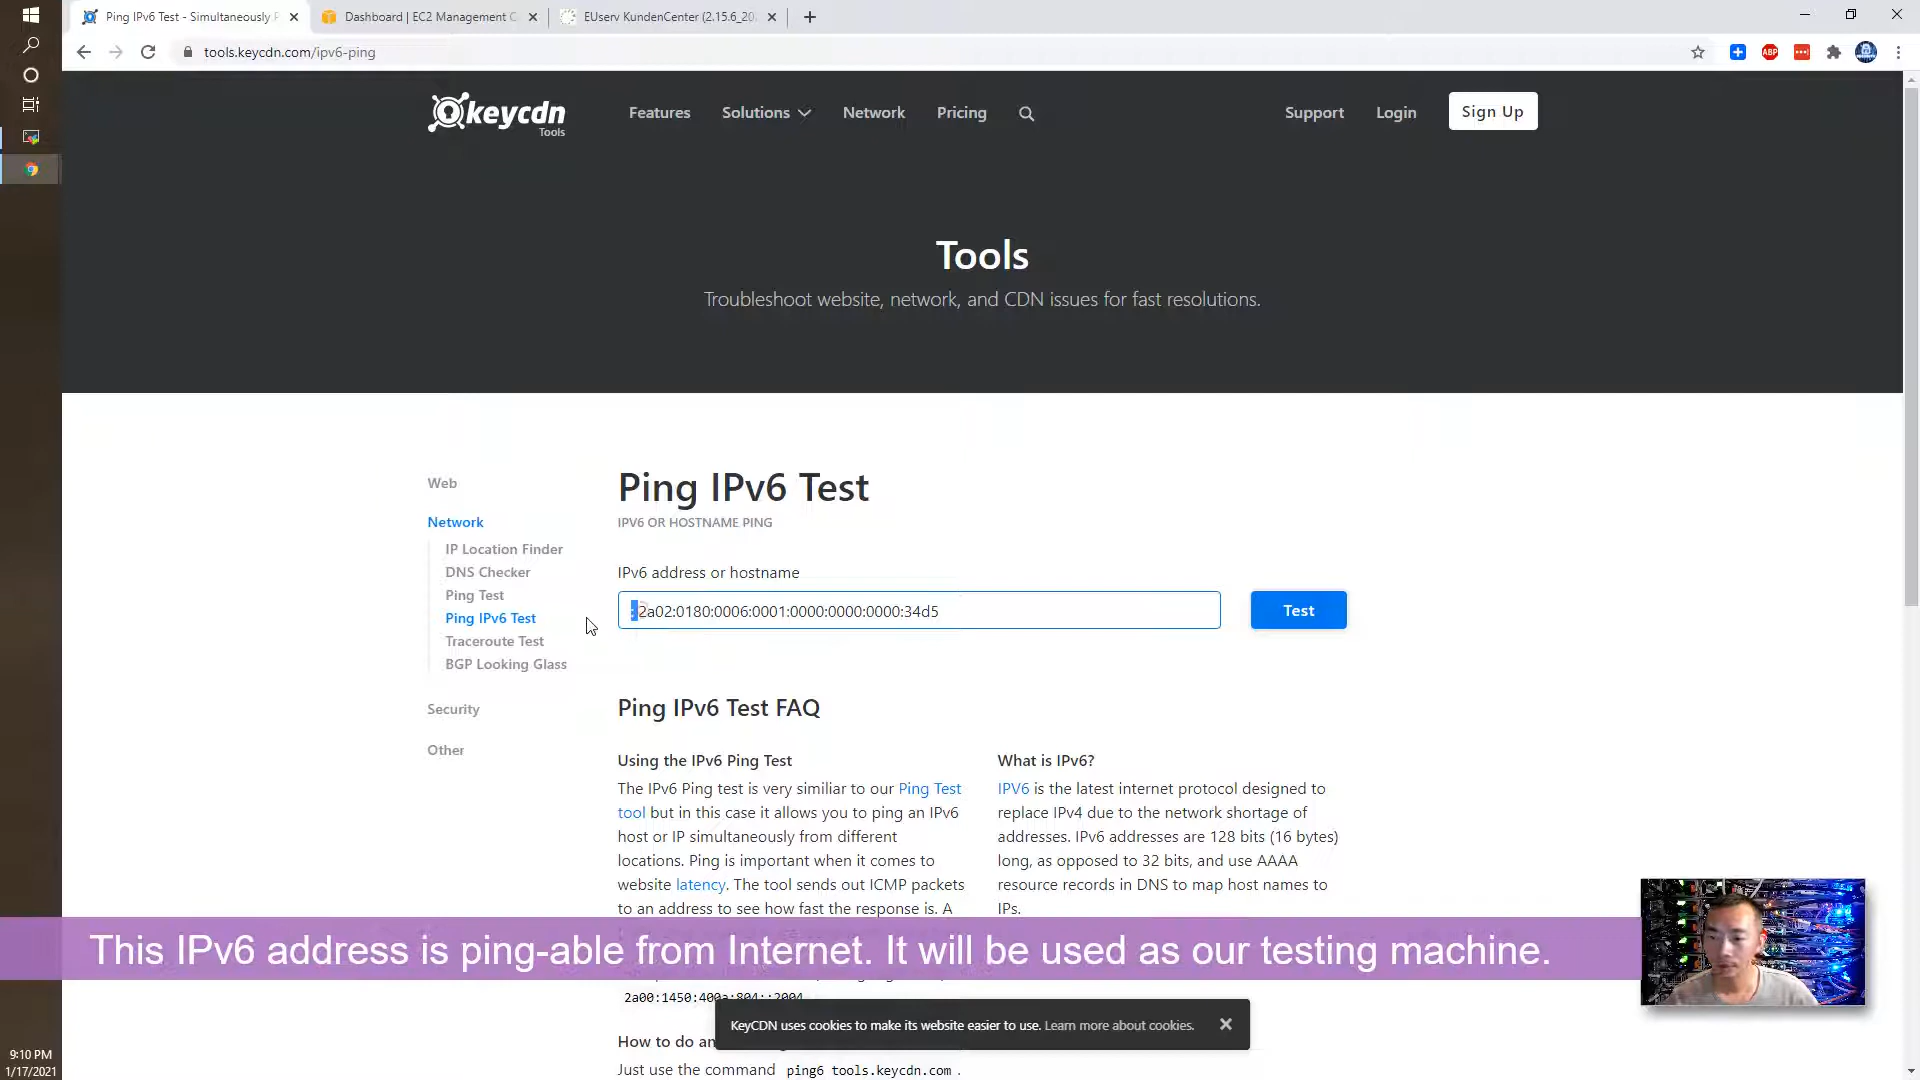 Ping IPv6 Test - Simultaneously P
Dashboard | EC2 Management C
EUserv KundenCenter (2.15.6_20
tools.keycdn.com/ipv6-ping
ABP
keycdn
Tools
Features
Solutions
Network
Pricing
Support
Login
Sign Up
Tools
Troubleshoot website, network, and CDN issues for fast resolutions.
Web
Network
IP Location Finder
DNS Checker
Ping Test
Ping IPv6 Test
Traceroute Test
BGP Looking Glass
Security
Other
Ping IPv6 Test
IPV6 OR HOSTNAME PING
IPv6 address or hostname
:2a02:0180:0006:0001:0000:0000:0000:34d5
Test
Ping IPv6 Test FAQ
Using the IPv6 Ping Test
The IPv6 Ping test is very similiar to our Ping Test
tool but in this case it allows you to ping an IPv6
host or IP simultaneously from different
locations. Ping is important when it comes to
website latency. The tool sends out ICMP packets
to an address to see how fast the response is. A
What is IPv6?
IPV6 is the latest internet protocol designed to
replace IPv4 due to the network shortage of
addresses. IPv6 addresses are 128 bits (16 bytes)
long, as opposed to 32 bits, and use AAAA
resource records in DNS to map host names to
IPs.
This IPv6 address is ping-able from Internet. It will be used as our testing machine.
2a00:1450:400a:804::2004
KeyCDN uses cookies to make its website easier to use. Learn more about cookies.
How to do an
Just use the command ping6 tools.keycdn.com .
9:10 PM
1/17/2021